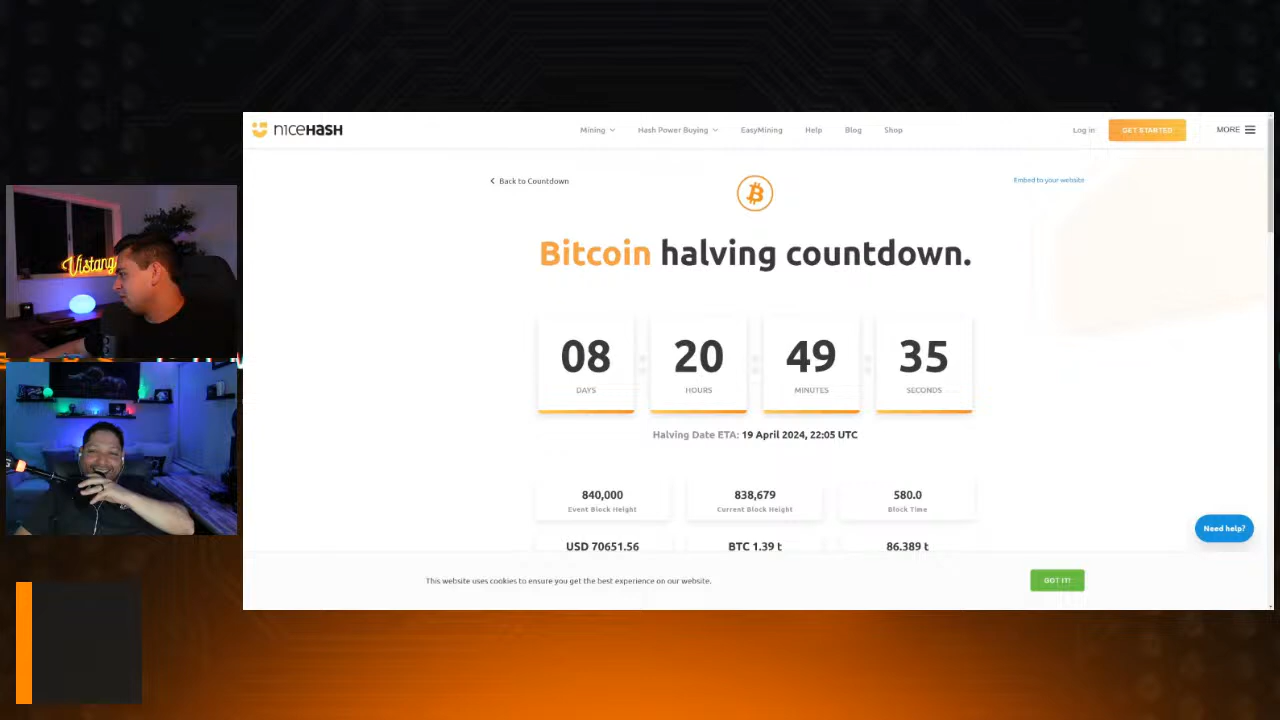 niceHASH
Mining
Hash Power Buying
EasyMining
Help
Blog
Shop
Log in
GET STARTED
MORE
Back to Countdown
Embed to your website
Bitcoin halving countdown.
08 20 49 35
DAYS HOURS MINUTES SECONDS
Halving Date ETA: 19 April 2024, 22:05 UTC
840,000 838,679 580.0
Event Block Height Current Block Height Block Time
USD 70651.56 BTC 1.39 t 86.389 t
Need help?
This website uses cookies to ensure you get the best experience on our website.
GOT IT!
Vistang